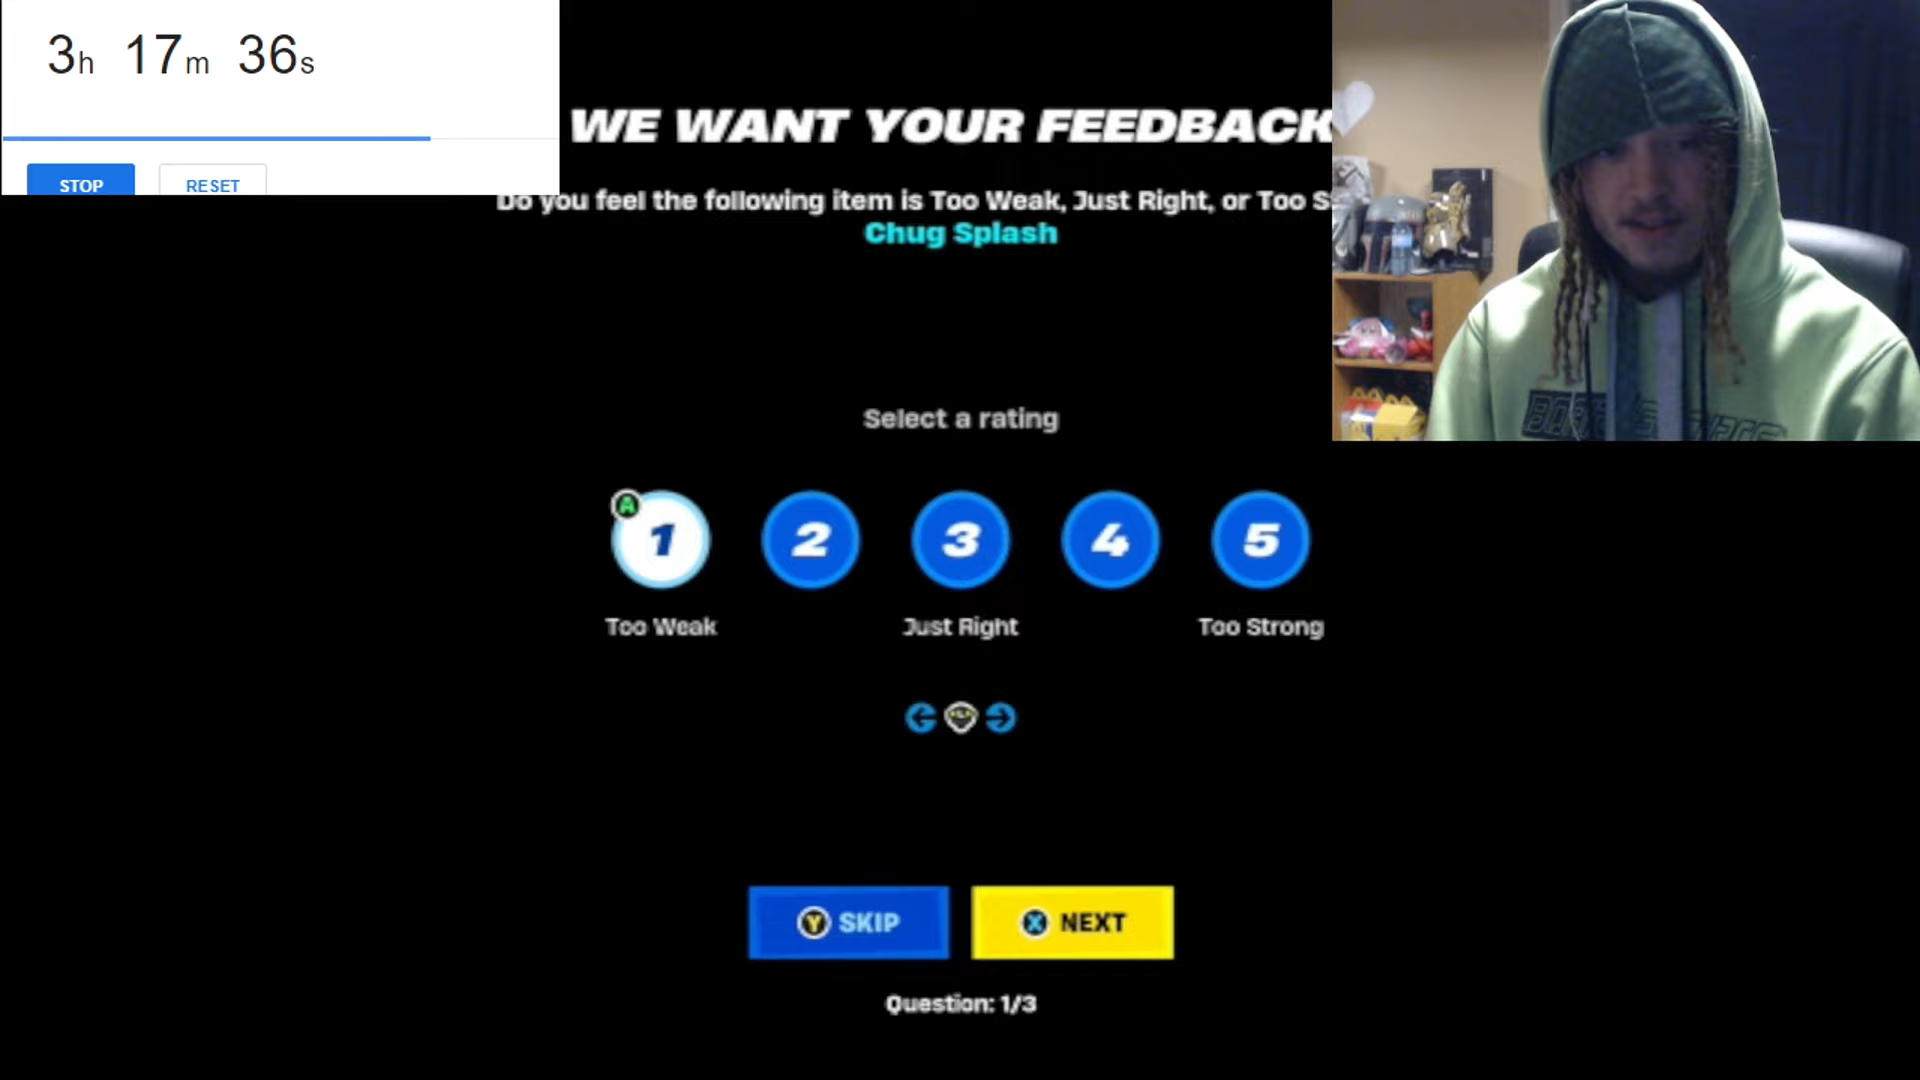 3h 17m 36s
STOP
RESET
WE WANT YOUR FEEDBACK
Do you feel the following item is Too Weak, Just Right, or Too S
Chug Splash
Select a rating
A
1
2
3
4
5
Too Weak
Just Right
Too Strong
Y SKIP
X NEXT
Question: 1/3